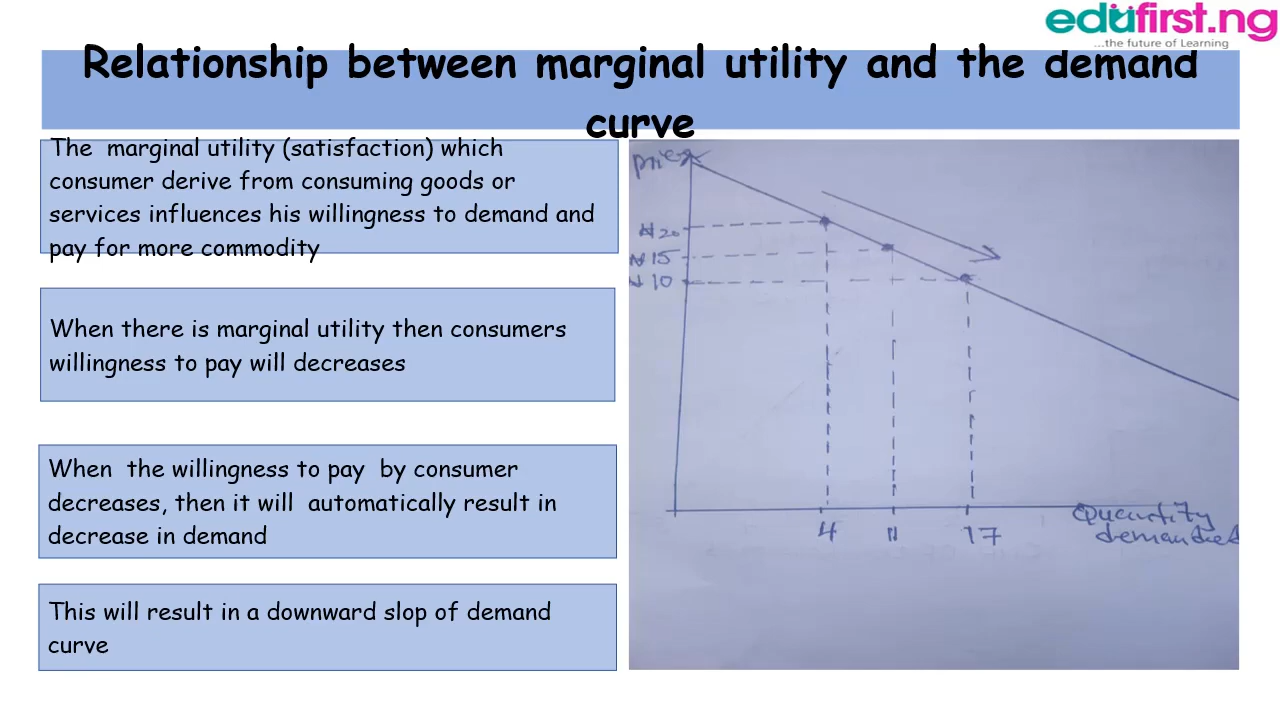 edufirst.ng
...the future of Learning
Relationship between marginal utility and the demand
curve
The marginal utility (satisfaction) which
consumer derive from consuming goods or
services influences his willingness to demand and
pay for more commodity
When there is marginal utility then consumers
willingness to pay will decreases
When the willingness to pay by consumer
decreases, then it will automatically result in
decrease in demand
This will result in a downward slop of demand
curve
price
₦20
₦15
₦10
4 11 17
Quantity
demanded